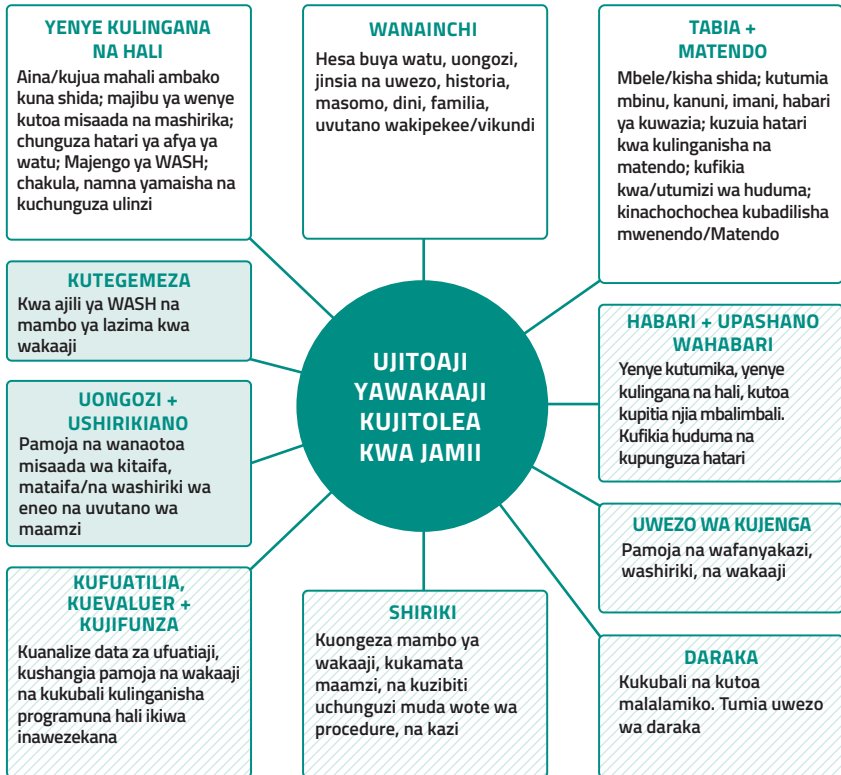 YENYE KULINGANA
NA HALI
Aina/kujua mahali ambako
kuna shida; majibu ya wenye
kutoa misaada na mashirika;
chunguza hatari ya afya ya
watu; Majengo ya WASH;
chakula, namna yamaisha na
kuchunguza ulinzi
WANAINCHI
Hesa buya watu, uongozi,
jinsia na uwezo, historia,
masomo, dini, familia,
uvutano wakipekee/vikundi
TABIA +
MATENDO
Mbele/kisha shida; kutumia
mbinu, kanuni, imani, habari
ya kuwazia; kuzuia hatari
kwa kulinganisha na
matendo; kufikia
kwa/utumizi wa huduma;
kinachochochea kubadilisha
mwenendo/Matendo
KUTEGEMEZA
Kwa ajili ya WASH na
mambo ya lazima kwa
wakaaji
HABARI + UPASHANO
WAHABARI
Yenye kutumika, yenye
kulingana na hali, kutoa
kupitia njia mbalimbali.
Kufikia huduma na
kupunguza hatari
UJITOAJI
YAWAKAAJI
KUJITOLEA
KWA JAMII
UONGOZI +
USHIRIKIANO
Pamoja na wanaotoa
misaada wa kitaifa,
mataifa/na washiriki wa
eneo na uvutano wa
maamzi
UWEZO WA KUJENGA
Pamoja na wafanyakazi,
washiriki, na wakaaji
KUFUATILIA,
KUEVALUER +
KUJIFUNZA
Kuanalize data za ufuatiaji,
kushangia pamoja na wakaaji
na kukubali kulinganisha
programuna hali ikiwa
inawezekana
SHIRIKI
Kuongeza mambo ya
wakaaji, kukamata
maamzi, na kuzibiti
uchunguzi muda wote wa
procedure, na kazi
DARAKA
Kukubali na kutoa
malalamiko. Tumia uwezo
wa daraka